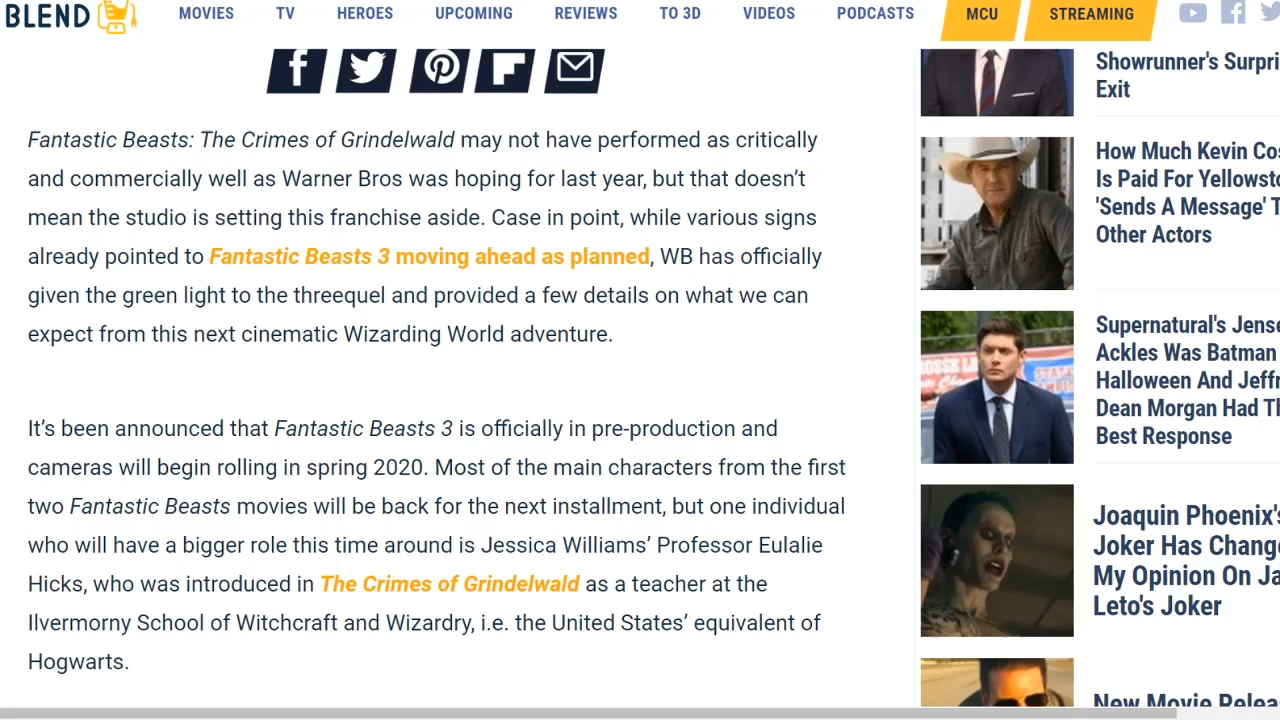 BLEND
MOVIES TV HEROES UPCOMING REVIEWS TO 3D VIDEOS PODCASTS MCU STREAMING
Fantastic Beasts: The Crimes of Grindelwald may not have performed as critically
and commercially well as Warner Bros was hoping for last year, but that doesn’t
mean the studio is setting this franchise aside. Case in point, while various signs
already pointed to Fantastic Beasts 3 moving ahead as planned, WB has officially
given the green light to the threequel and provided a few details on what we can
expect from this next cinematic Wizarding World adventure.
It’s been announced that Fantastic Beasts 3 is officially in pre-production and
cameras will begin rolling in spring 2020. Most of the main characters from the first
two Fantastic Beasts movies will be back for the next installment, but one individual
who will have a bigger role this time around is Jessica Williams’ Professor Eulalie
Hicks, who was introduced in The Crimes of Grindelwald as a teacher at the
Ilvermorny School of Witchcraft and Wizardry, i.e. the United States’ equivalent of
Hogwarts.
Showrunner's Surpri
Exit
How Much Kevin Cos
Is Paid For Yellowsto
'Sends A Message' T
Other Actors
Supernatural's Jense
Ackles Was Batman
Halloween And Jeffr
Dean Morgan Had Th
Best Response
Joaquin Phoenix's
Joker Has Chang
My Opinion On Ja
Leto's Joker
New Movie Relea